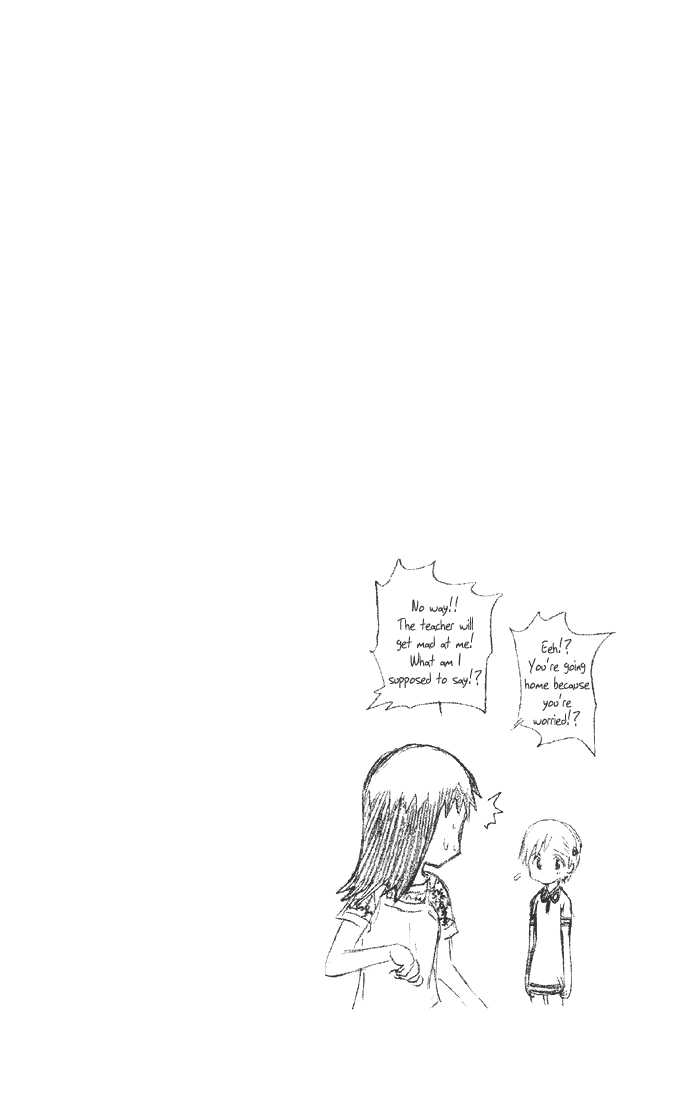 Eeh!?
You're going
home because
you're
worried!?
No way!!
The teacher will
get mad at me!
What am I
supposed to say!?